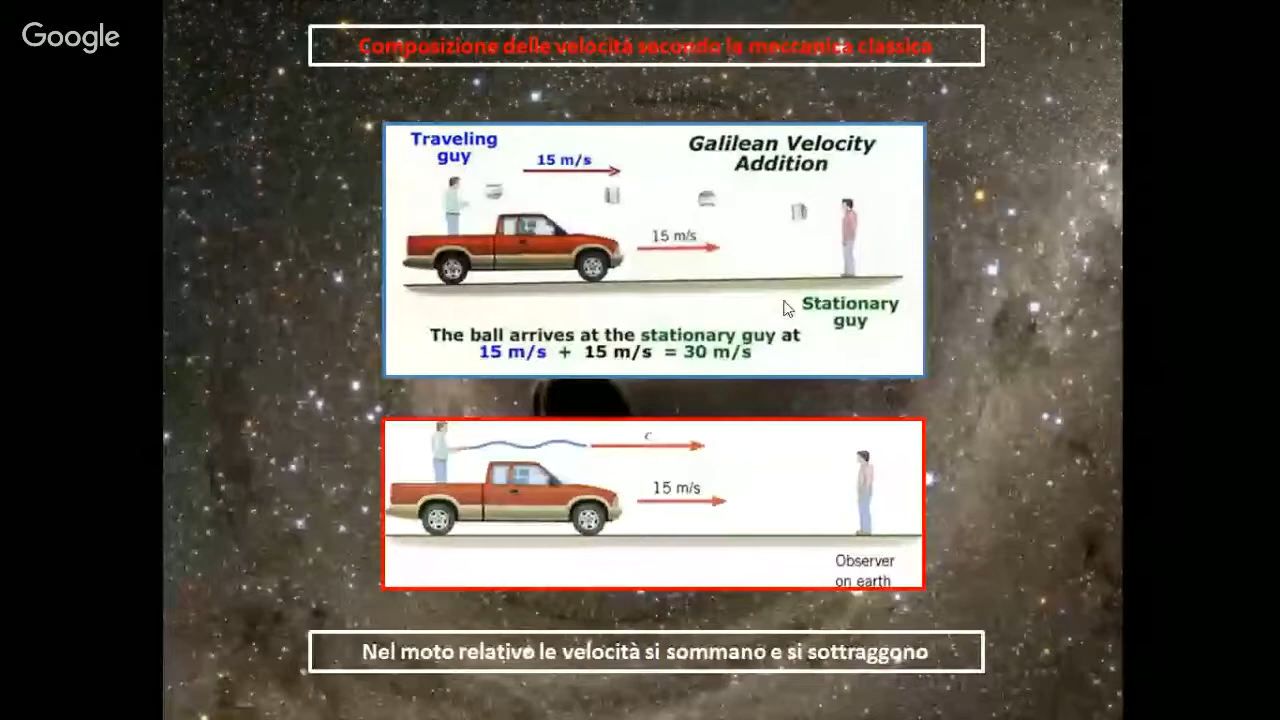 Google
Composizione delle velocità secondo la meccanica classica
Traveling
guy
15 m/s
Galilean Velocity
Addition
15 m/s
Stationary
guy
The ball arrives at the stationary guy at
15 m/s + 15 m/s = 30 m/s
c
15 m/s
Observer
on earth
Nel moto relativo le velocità si sommano e si sottraggono